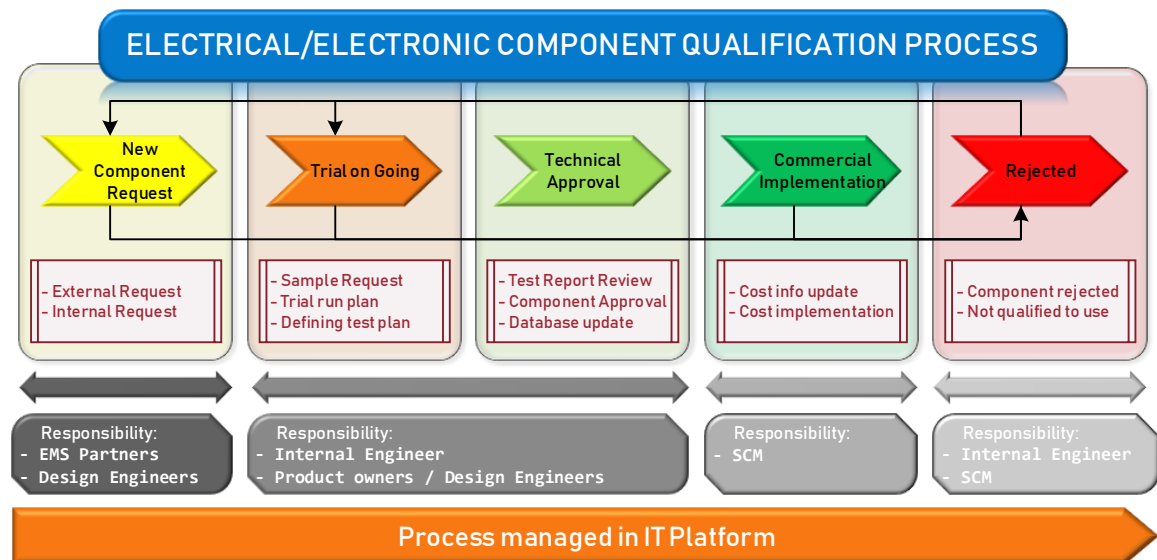 ELECTRICAL/ELECTRONIC COMPONENT QUALIFICATION PROCESS
New
Component
Request
Trial on Going
Technical
Approval
Commercial
Implementation
Rejected
- External Request
- Internal Request
- Sample Request
- Trial run plan
- Defining test plan
- Test Report Review
- Component Approval
- Database update
- Cost info update
- Cost implementation
- Component rejected
- Not qualified to use
Responsibility:
- EMS Partners
- Design Engineers
Responsibility:
- Internal Engineer
- Product owners / Design Engineers
Responsibility:
- SCM
Responsibility:
- Internal Engineer
- SCM
Process managed in IT Platform